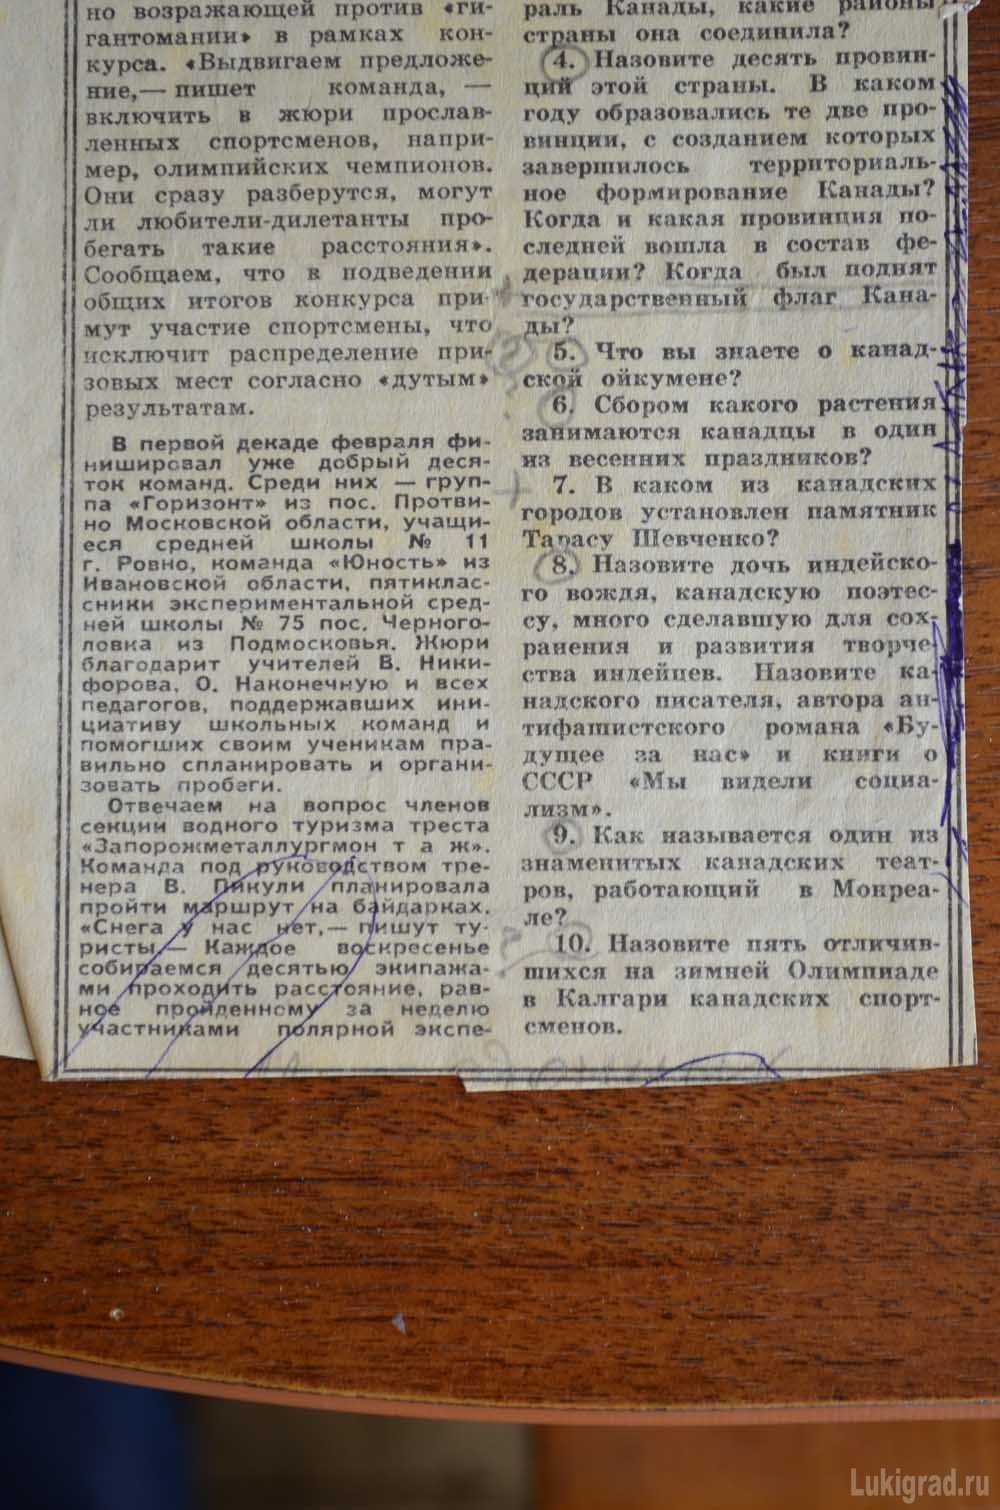 но возражающей против «ги-
гантомании» в рамках кон-
курса. «Выдвигаем предложе-
ние,— пишет команда, —
включить в жюри прослав-
ленных спортсменов, напри-
мер, олимпийских чемпионов.
Они сразу разберутся, могут
ли любители-дилетанты про-
бегать такие расстояния».
Сообщаем, что в подведении
общих итогов конкурса при-
мут участие спортсмены, что
исключит распределение при-
зовых мест согласно «дутым»
результатам.
В первой декаде февраля фи-
нишировал уже добрый деся-
ток команд. Среди них — груп-
па «Горизонт» из пос. Протви-
но Московской области, учащи-
еся средней школы № 11
г. Ровно, команда «Юность» из
Ивановской области, пятиклас-
сники экспериментальной сред-
ней школы № 75 пос. Черного-
ловка из Подмосковья. Жюри
благодарит учителей В. Ники-
форова, О. Наконечную и всех
педагогов, поддержавших ини-
циативу школьных команд и
помогших своим ученикам пра-
вильно спланировать и органи-
зовать пробеги.
Отвечаем на вопрос членов
секции водного туризма треста
«Запорожметаллургмон т а ж».
Команда под руководством тре-
нера В. Пикули планировала
пройти маршрут на байдарках.
«Снега у нас нет,— пишут ту-
ристы.— Каждое воскресенье
собираемся десятью экипажа-
ми проходить расстояние, рав-
ное пройденному за неделю
участниками полярной экспе-
раль Канады, какие районы
страны она соединила?
4. Назовите десять провин-
ций этой страны. В каком
году образовались те две про-
винции, с созданием которых
завершилось территориаль-
ное формирование Канады?
Когда и какая провинция по-
следней вошла в состав фе-
дерации? Когда был поднят
государственный флаг Кана-
ды?
5. Что вы знаете о канад-
ской ойкумене?
6. Сбором какого растения
занимаются канадцы в один
из весенних праздников?
7. В каком из канадских
городов установлен памятник
Тарасу Шевченко?
8. Назовите дочь индейско-
го вождя, канадскую поэтес-
су, много сделавшую для сох-
ранения и развития творче-
ства индейцев. Назовите ка-
надского писателя, автора ан-
тифашистского романа «Бу-
дущее за нас» и книги о
СССР «Мы видели социа-
лизм».
9. Как называется один из
знаменитых канадских теат-
ров, работающий в Монреа-
ле?
10. Назовите пять отличив-
шихся на зимней Олимпиаде
в Калгари канадских спорт-
сменов.
Lukigrad.ru